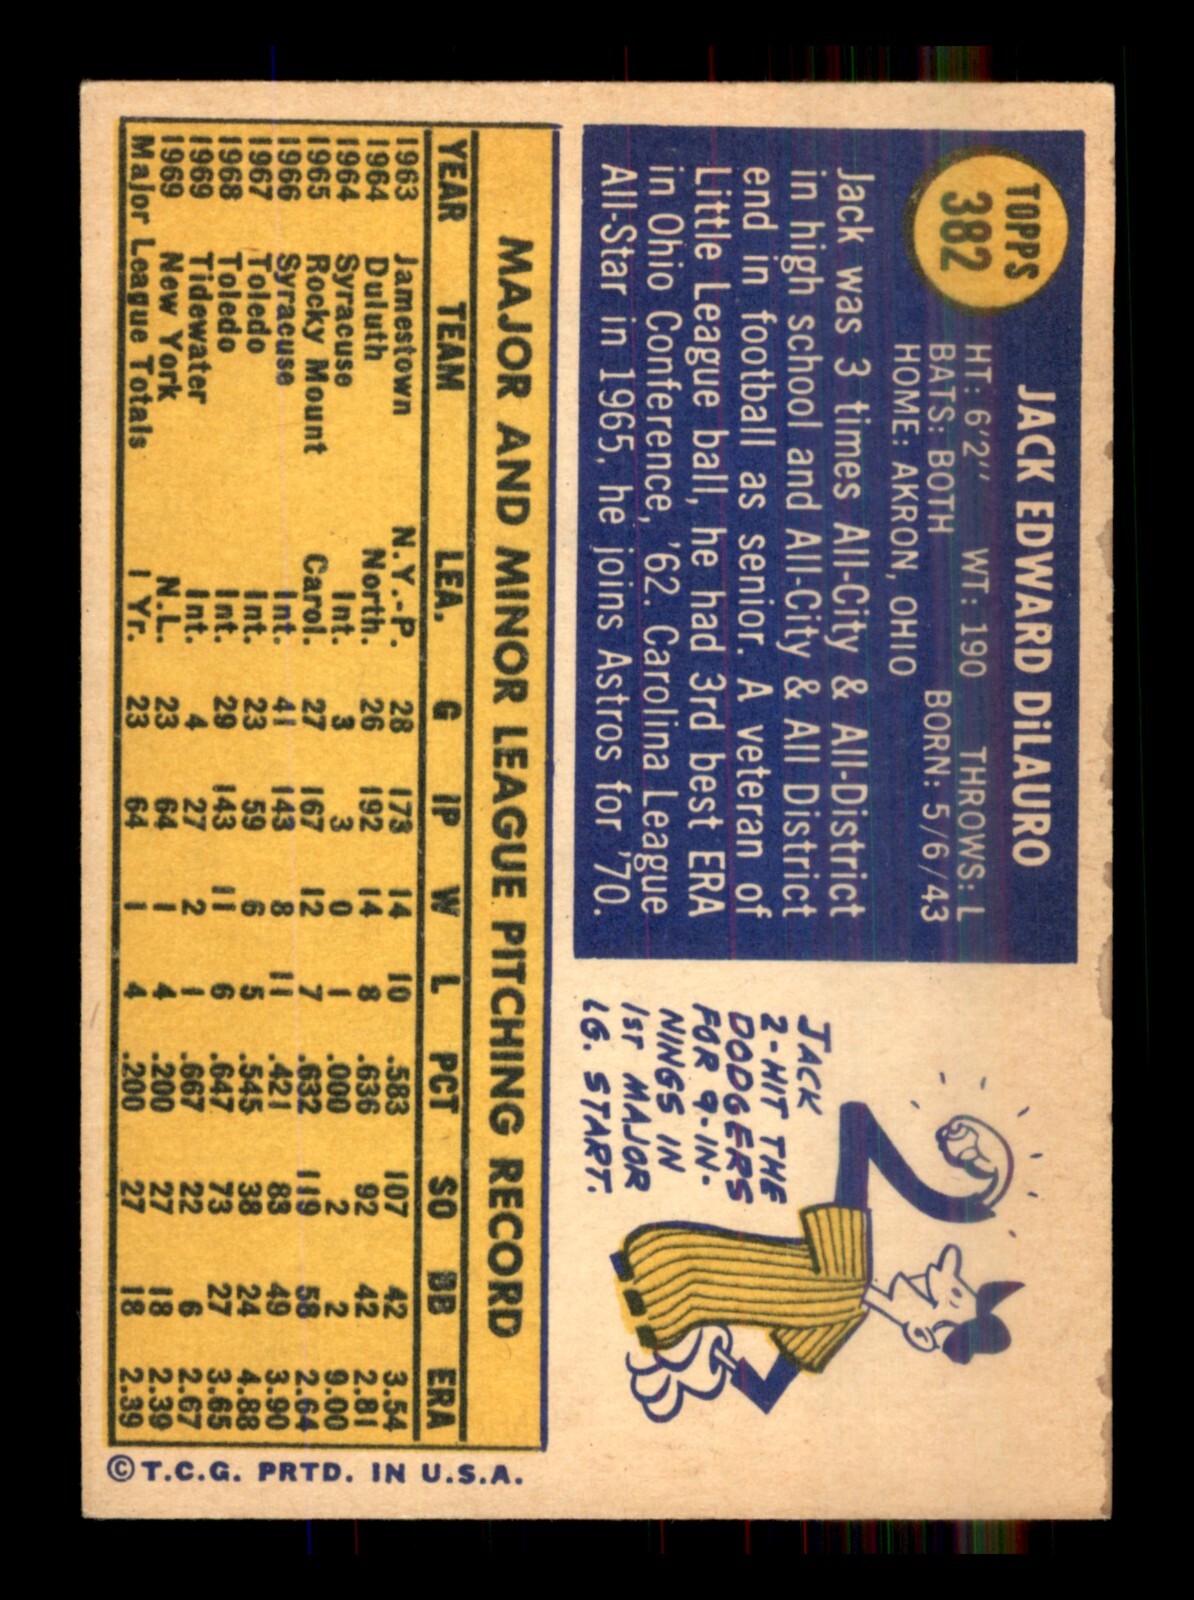 TOPPS
382
JACK EDWARD DiLAURO
HT: 6'2" WT: 190 THROWS: L
BATS: BOTH BORN: 5/6/43
HOME: AKRON, OHIO
Jack was 3 times All-City & All-District
in high school and All-City & All District
end in football as senior. A veteran of
Little League ball, he had 3rd best ERA
in Ohio Conference, '62. Carolina League
All-Star in 1965, he joins Astros for '70.
JACK
2-HIT THE
DODGERS
FOR 9-IN-
NINGS IN
1ST MAJOR
LG. START.
MAJOR AND MINOR LEAGUE PITCHING RECORD
YEAR TEAM LEA. G IP W L PCT SO BB ERA
1963 Jamestown N.Y.-P. 28 173 14 10 .583 107 42 3.54
1964 Duluth North. 26 192 14 8 .636 92 42 2.81
1964 Syracuse Int. 3 3 0 1 .000 2 2 9.00
1965 Rocky Mount Carol. 27 167 12 7 .632 119 58 2.64
1966 Syracuse Int. 41 143 8 11 .421 83 49 3.90
1967 Toledo Int. 23 59 6 5 .545 38 24 4.88
1968 Toledo Int. 29 143 11 6 .647 73 27 3.65
1969 Tidewater Int. 4 27 2 1 .667 22 6 2.67
1969 New York N.L. 23 64 1 4 .200 27 18 2.39
Major League Totals 1 Yr. 23 64 1 4 .200 27 18 2.39
© T.C.G. PRTD. IN U.S.A.